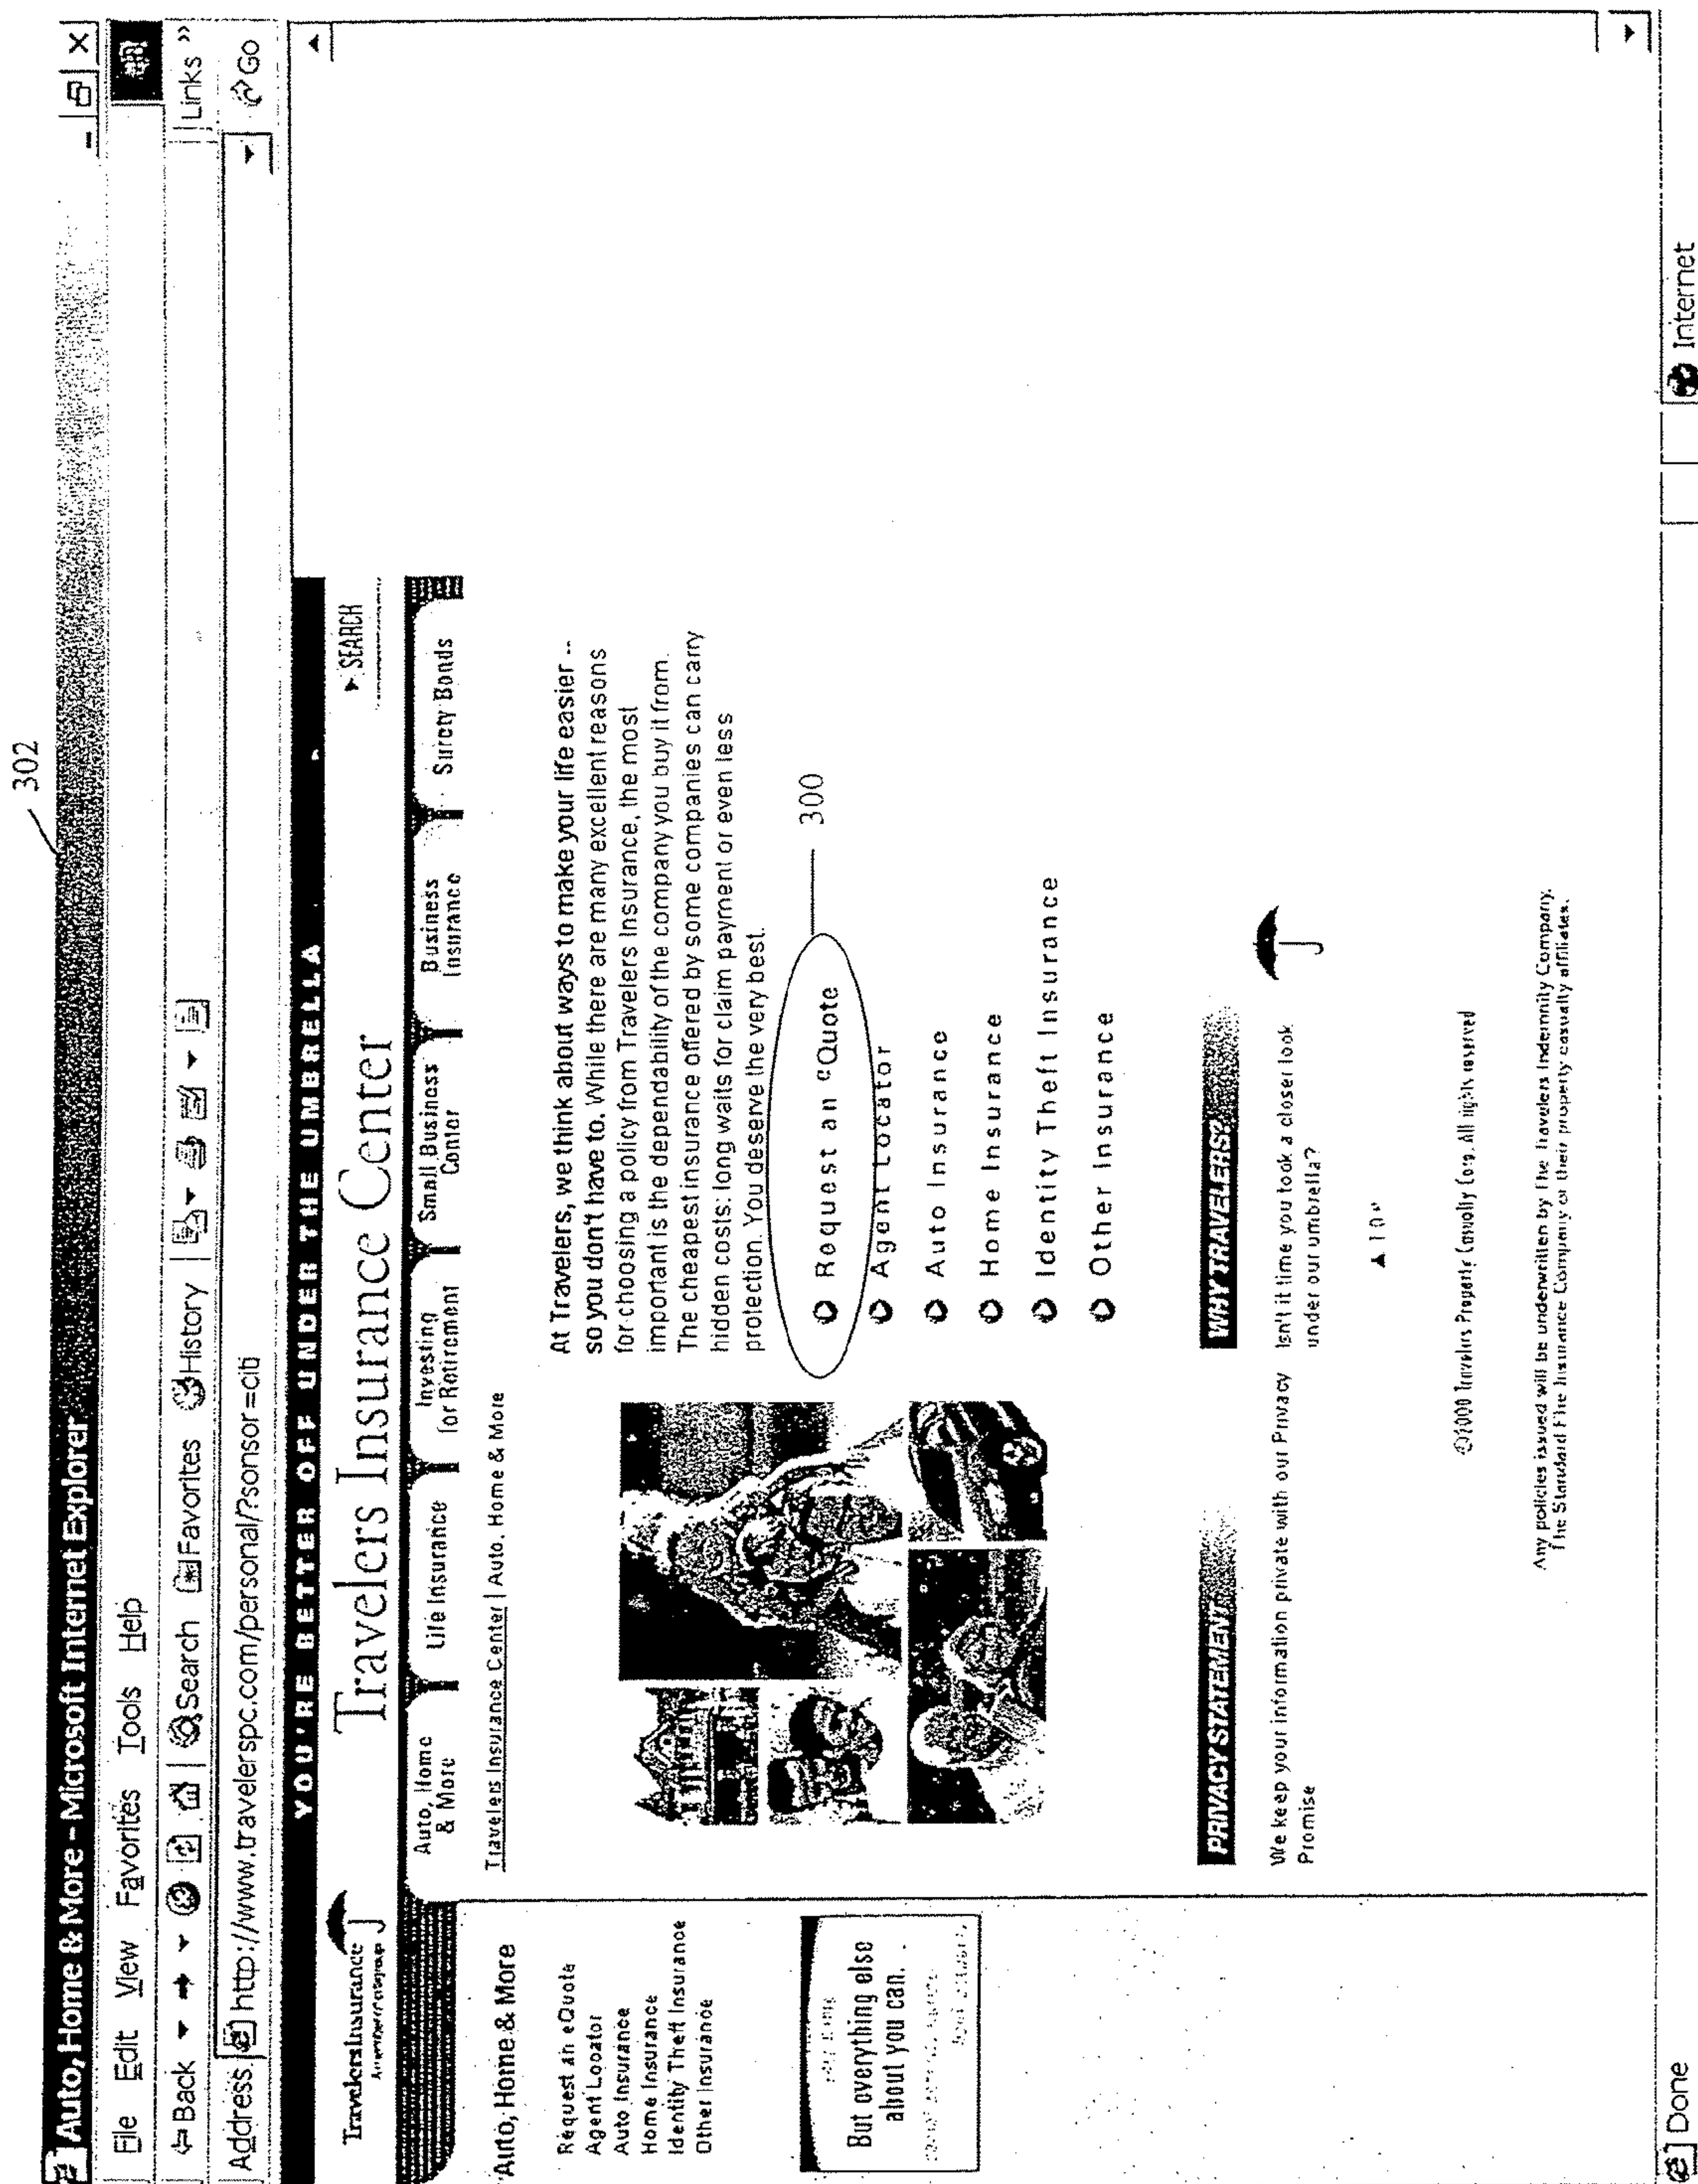 302
Auto, Home & More - Microsoft Internet Explorer
File Edit View Favorites Tools Help
Back Search Favorites History Links »
Address http://www.travelerspc.com/personal/?sonsor=citi Go
YOU'RE BETTER OFF UNDER THE UMBRELLA
TravelersInsurance
Travelers Insurance Center
SEARCH
Auto, Home & More
Life Insurance
Investing for Retirement
Small Business Center
Business Insurance
Surety Bonds
Auto, Home & More
Request an eQuote
Agent Locator
Auto Insurance
Home Insurance
Identity Theft Insurance
Other Insurance
But everything else
about you can.
Travelers Insurance Center | Auto, Home & More
At Travelers, we think about ways to make your life easier --
so you don't have to. While there are many excellent reasons
for choosing a policy from Travelers Insurance, the most
important is the dependability of the company you buy it from.
The cheapest insurance offered by some companies can carry
hidden costs: long waits for claim payment or even less
protection. You deserve the very best.
Request an eQuote
300
Agent Locator
Auto Insurance
Home Insurance
Identity Theft Insurance
Other Insurance
PRIVACY STATEMENT
We keep your information private with our Privacy
Promise
WHY TRAVELERS?
Isn't it time you took a closer look
under our umbrella?
Travelers Property Casualty Corp. All rights reserved
Any policies issued will be underwritten by The Travelers Indemnity Company,
The Standard Fire Insurance Company or their property casualty affiliates.
Done
Internet